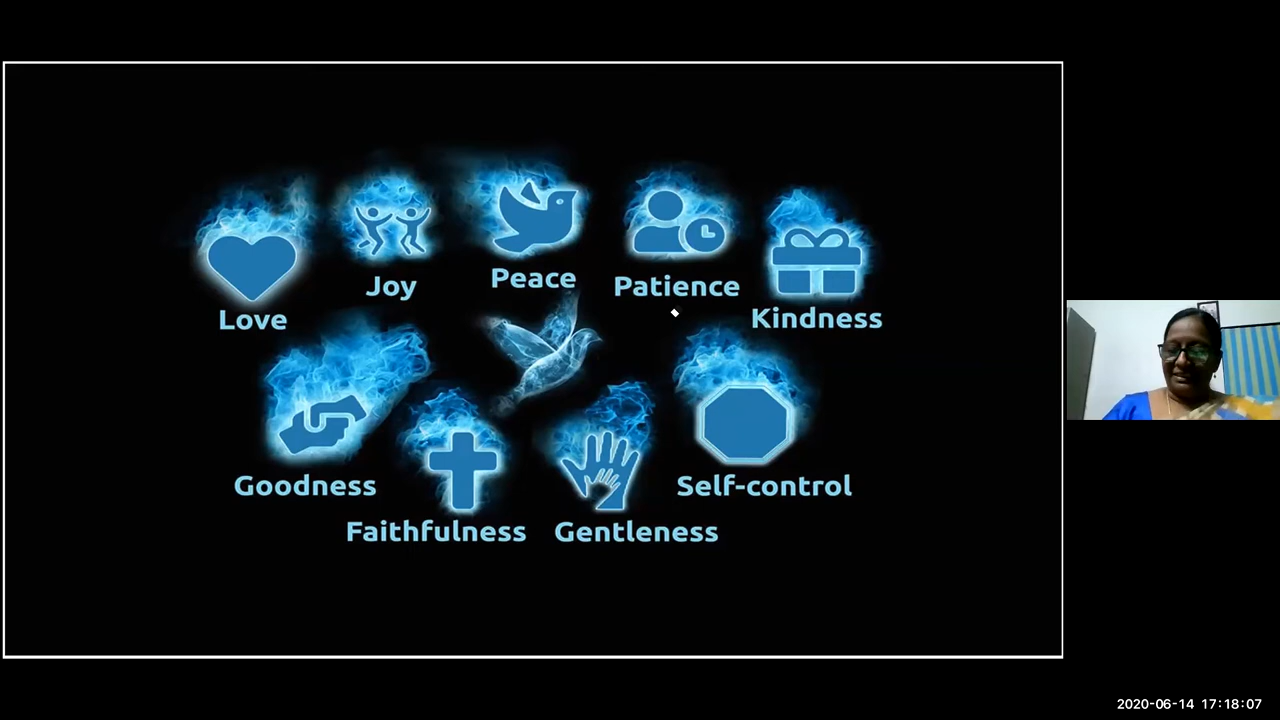 Love
Joy
Peace
Patience
Kindness
Goodness
Faithfulness
Gentleness
Self-control
2020-06-14 17:18:07